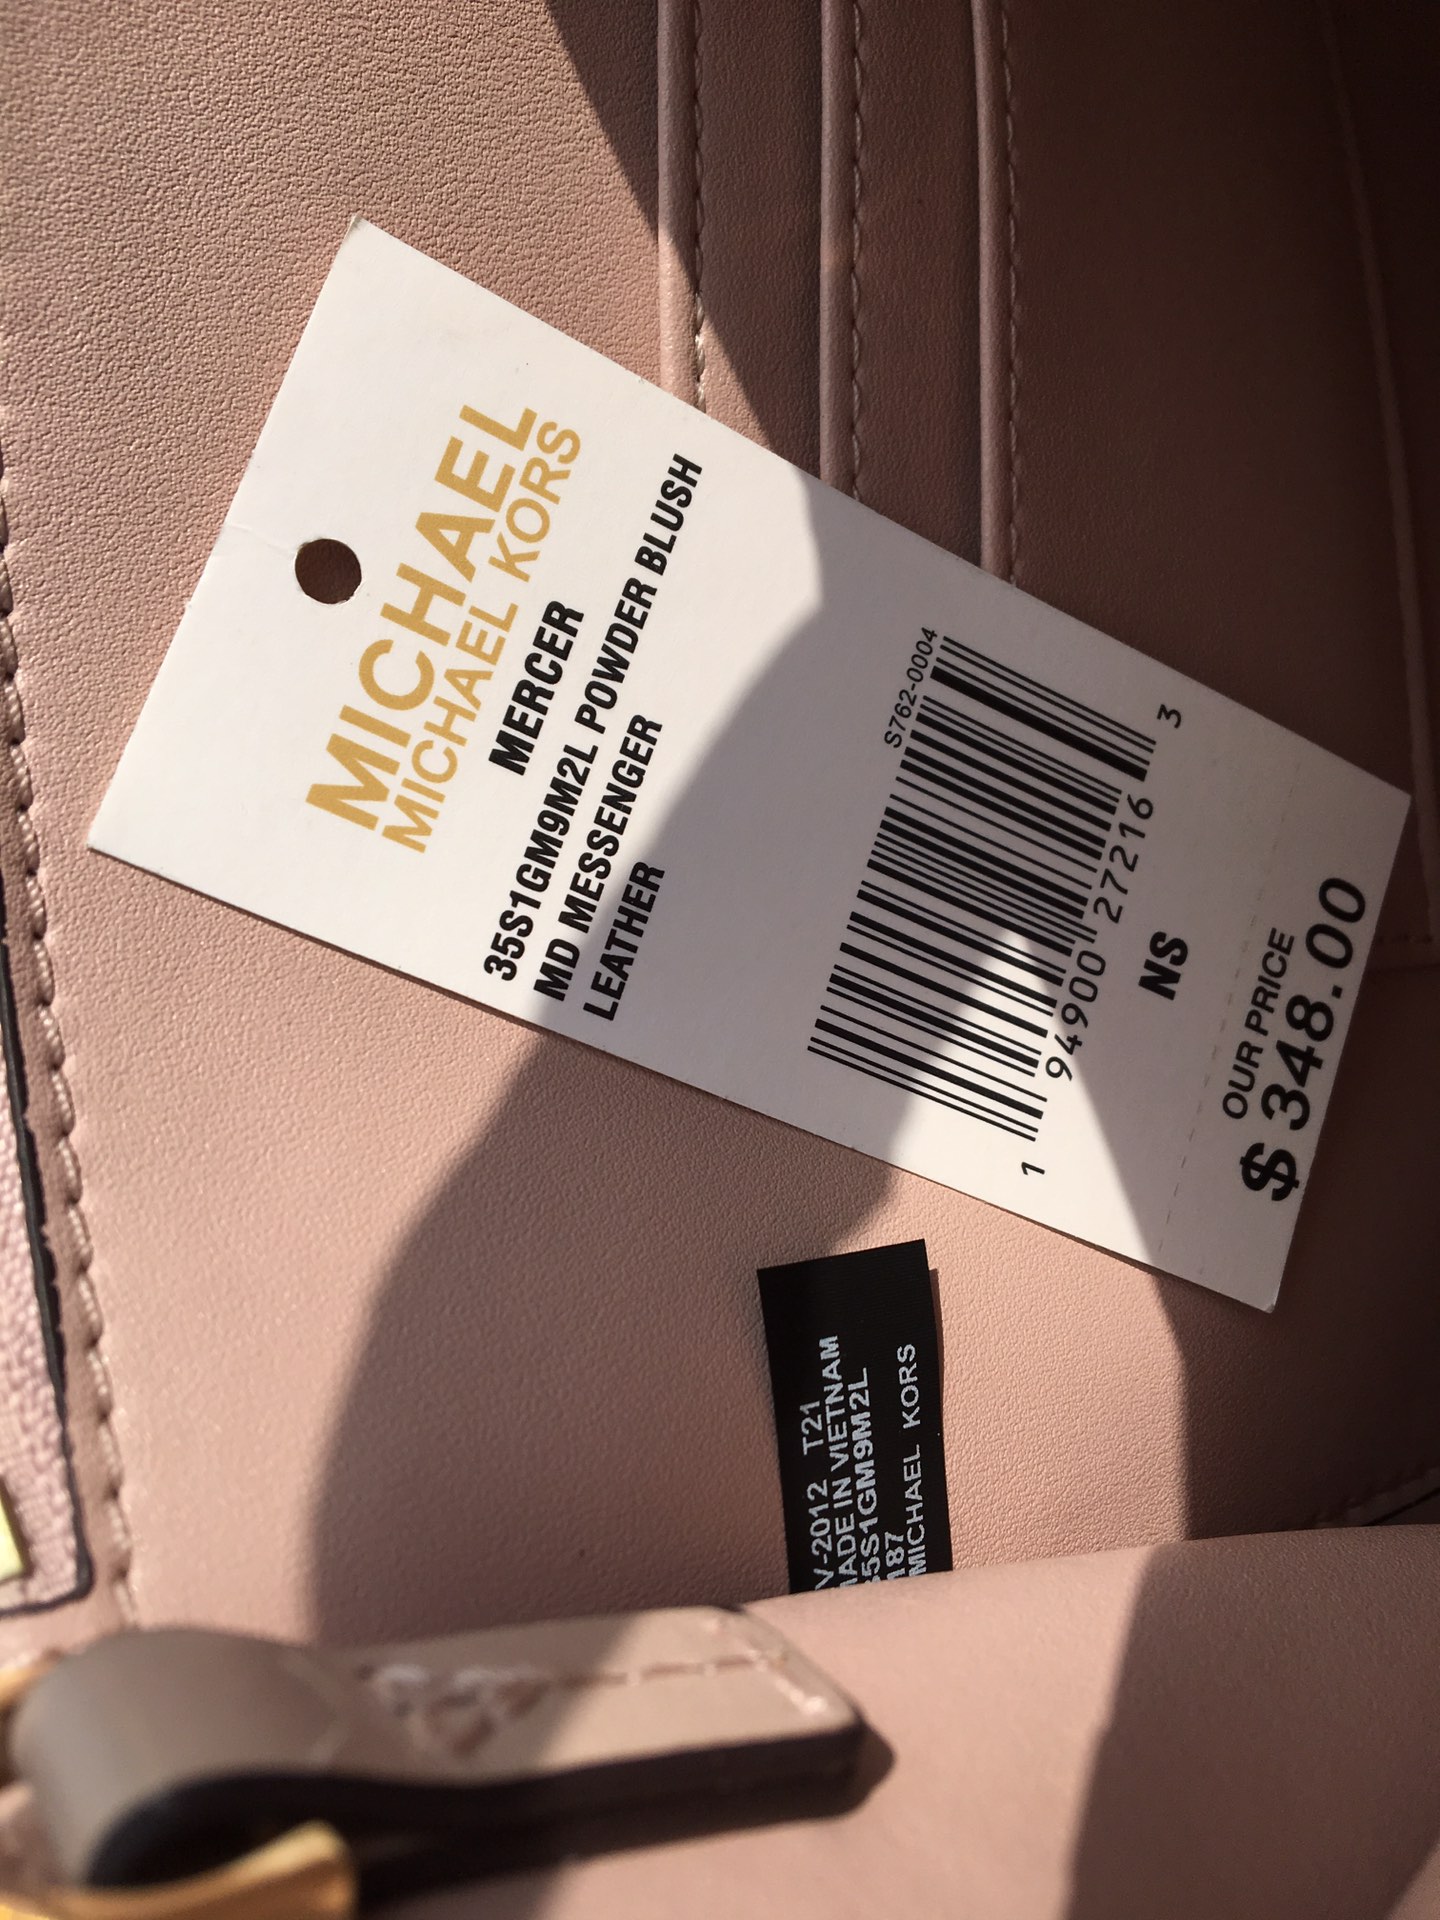 MICHAEL
MICHAEL KORS
MERCER
35S1GM9M2L POWDER BLUSH
MD MESSENGER
LEATHER
S762-0004
1 94900 27216 3
NS
OUR PRICE
$ 348.00
V-2012 T21
MADE IN VIETNAM
35S1GM9M2L
187
MICHAEL KORS